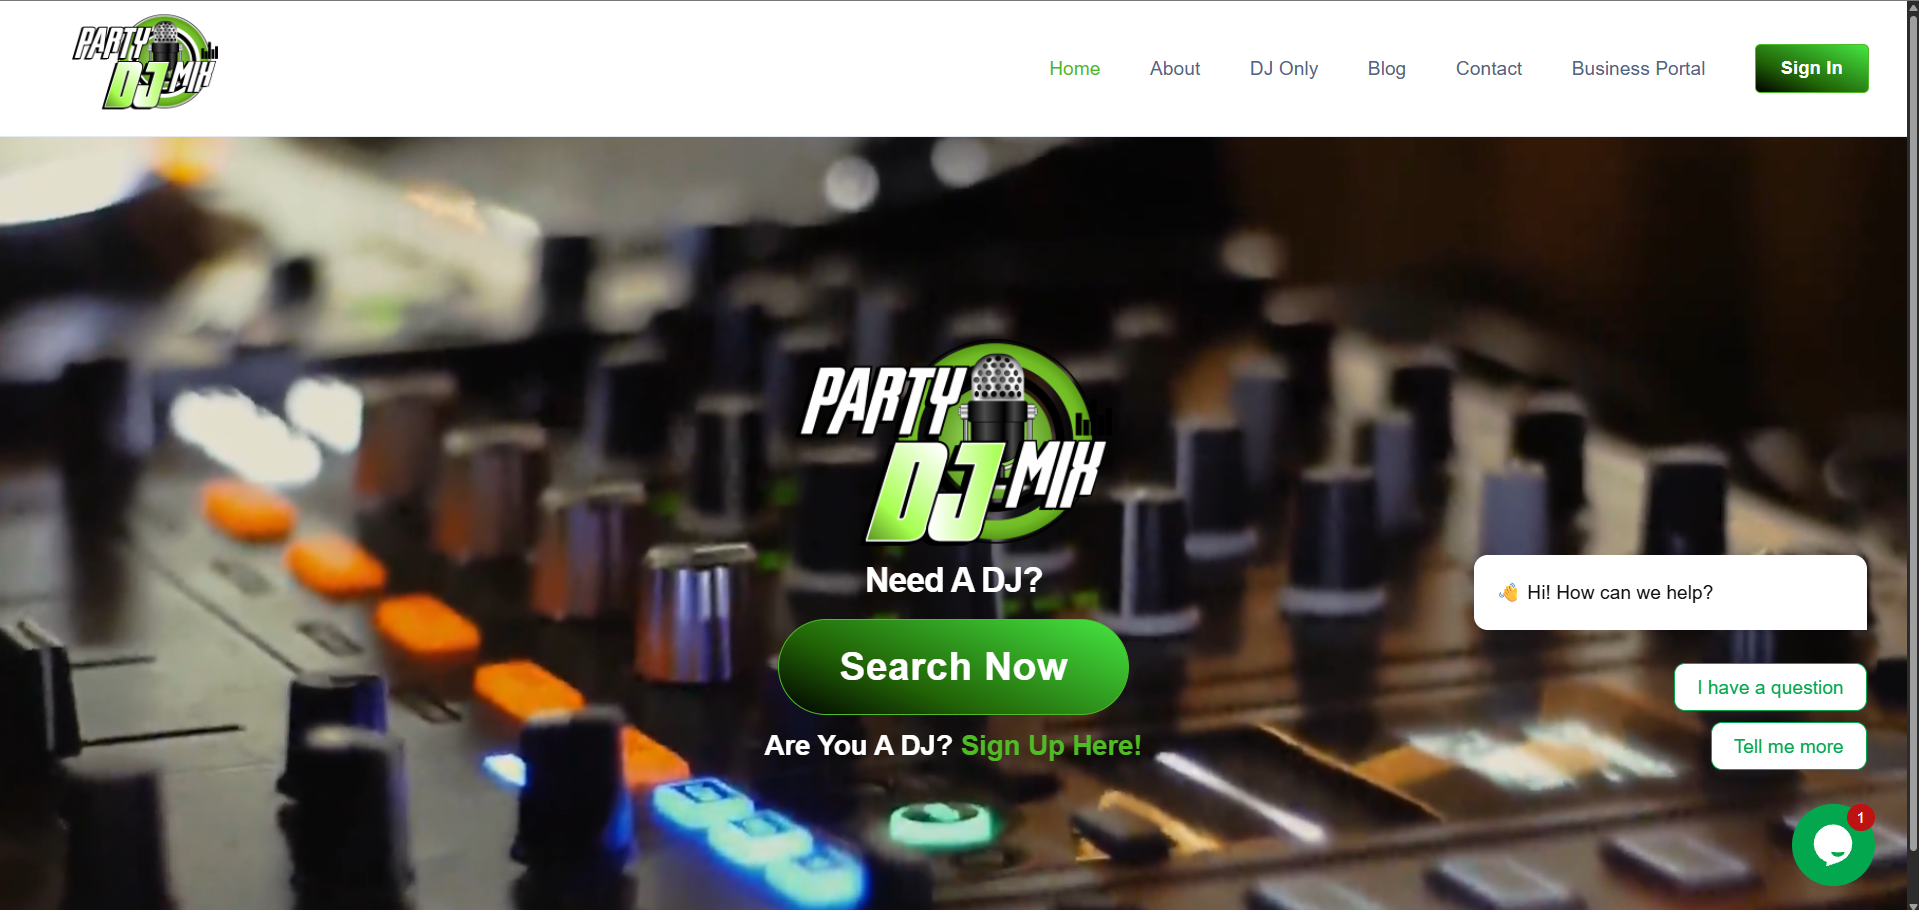 PARTY
DJ MIX
Home
About
DJ Only
Blog
Contact
Business Portal
Sign In
PARTY
DJ MIX
Need A DJ?
Search Now
Are You A DJ? Sign Up Here!
👋 Hi! How can we help?
I have a question
Tell me more
1